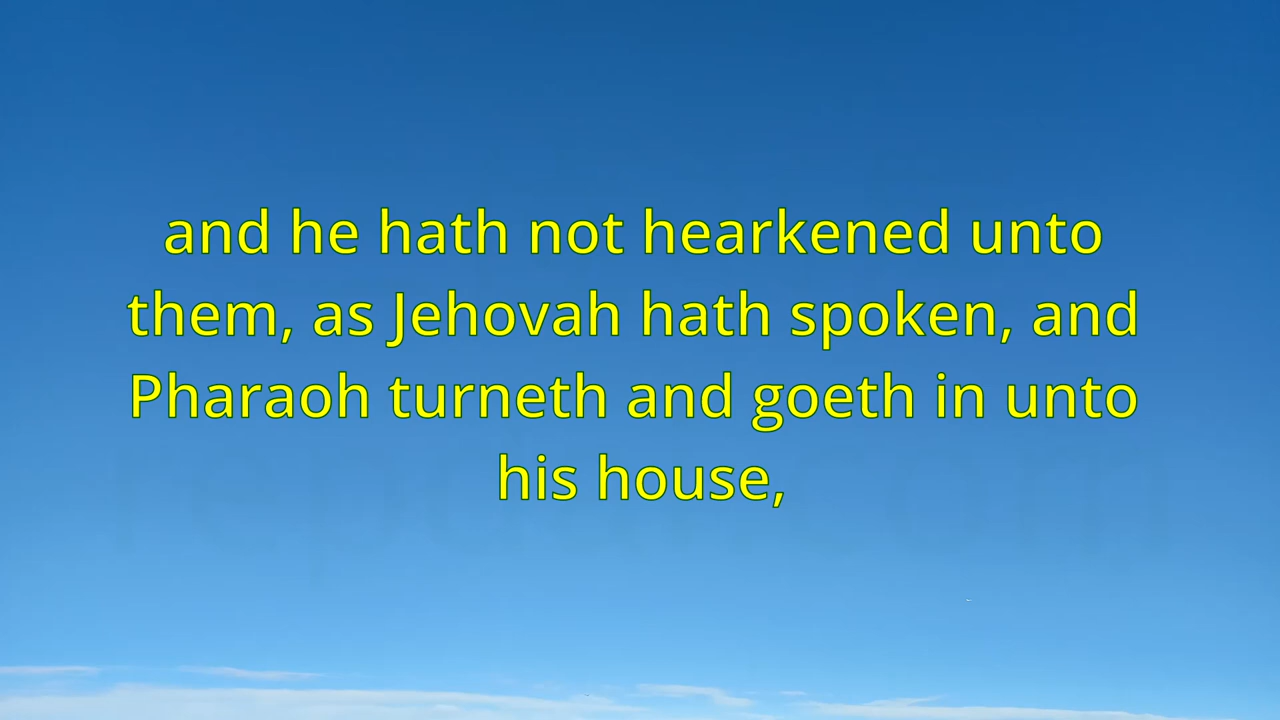 and he hath not hearkened unto
them, as Jehovah hath spoken, and
Pharaoh turneth and goeth in unto
his house,